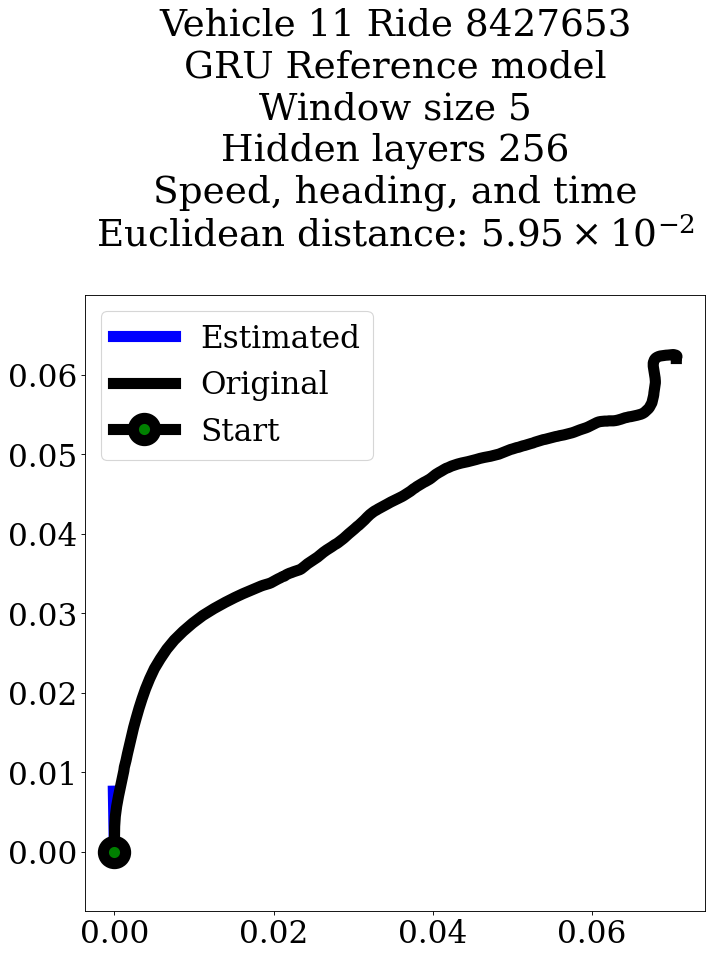 Vehicle 11 Ride 8427653
GRU Reference model
Window size 5
Hidden layers 256
Speed, heading, and time
Euclidean distance: 5.95 × 10⁻²
Estimated
Original
Start
0.06
0.05
0.04
0.03
0.02
0.01
0.00
0.00 0.02 0.04 0.06